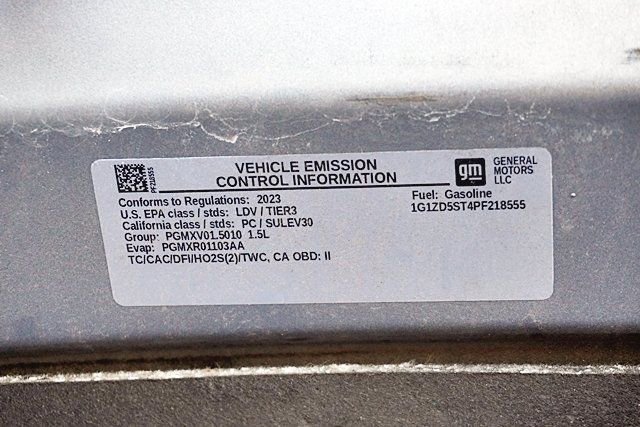 PF218555
VEHICLE EMISSION
CONTROL INFORMATION
gm
GENERAL
MOTORS
LLC
Conforms to Regulations: 2023
U.S. EPA class / stds: LDV / TIER3
California class / stds: PC / SULEV30
Group: PGMXV01.5010 1.5L
Evap: PGMXR01103AA
TC/CAC/DFI/HO2S(2)/TWC, CA OBD: II
Fuel: Gasoline
1G1ZD5ST4PF218555